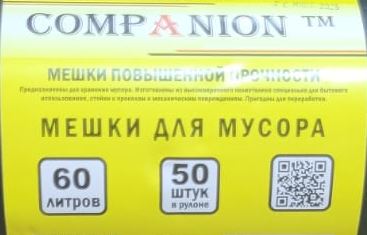 COMPANION TM
МЕШКИ ПОВЫШЕННОЙ ПРОЧНОСТИ
Предназначены для хранения мусора. Изготовлены из высокопрочного полиэтилена специально для бытового
использования, стойки к проколам и механическим повреждениям. Пригодны для переработки.
МЕШКИ ДЛЯ МУСОРА
60
ЛИТРОВ
50
ШТУК
В РУЛОНЕ